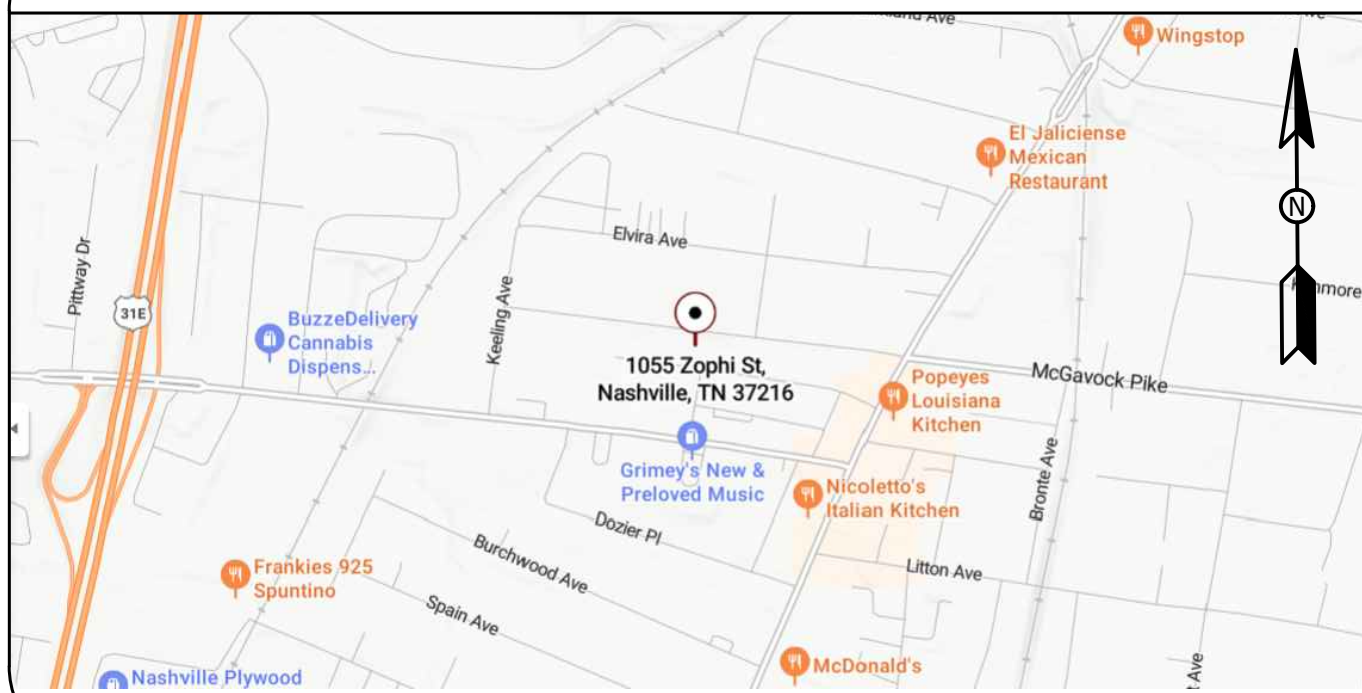 Wingstop
El Jaliciense
Mexican
Restaurant
N
Elvira Ave
Pittway Dr
31E
BuzzeDelivery
Cannabis
Dispens...
Keeling Ave
1055 Zophi St,
Nashville, TN 37216
McGavock Pike
Popeyes
Louisiana
Kitchen
Grimey's New &
Preloved Music
Nicoletto's
Italian Kitchen
Bronte Ave
Dozier Pl
Burchwood Ave
Litton Ave
Frankies 925
Spuntino
Spain Ave
McDonald's
Nashville Plywood